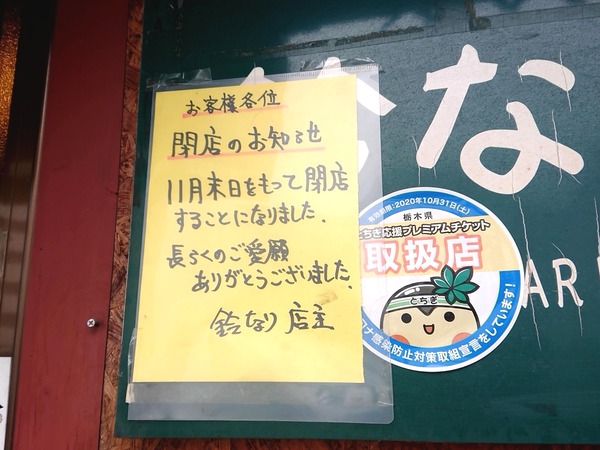 お客様各位
閉店のお知らせ
11月末日をもって閉店
することになりました.
長らくのご愛顧
ありがとうございました.
鈴なり 店主
な
AR
有効期限:2020年10月31日(土)
栃木県
とちぎ応援プレミアムチケット
取扱店
とちぎ
ナ感染防止対策取組宣言をしています!